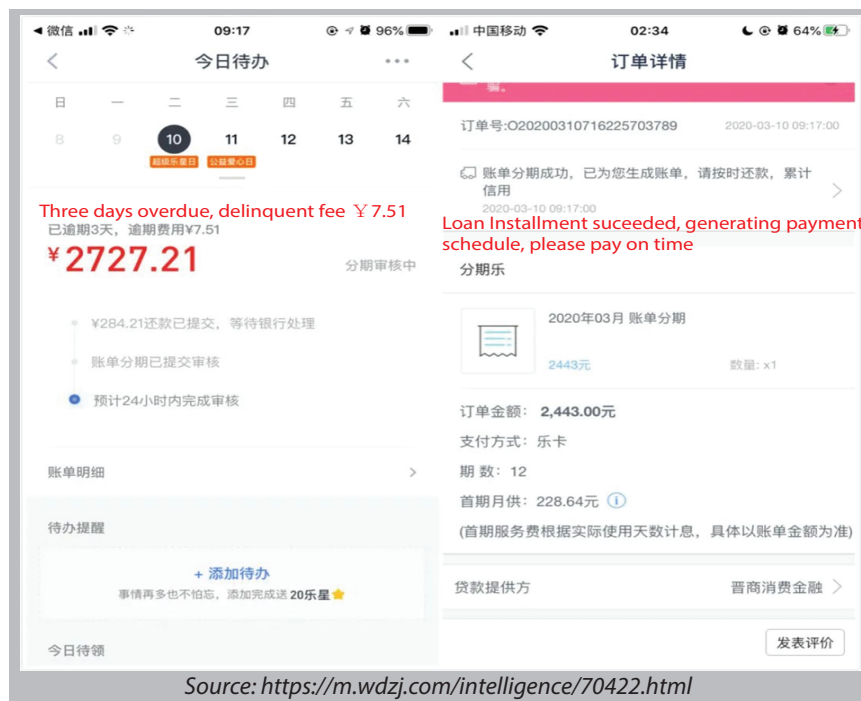 微信
09:17
96%
今日待办
日 一 二 三 四 五 六
8 9 10 11 12 13 14
超级乐星日 公益爱心日
Three days overdue, delinquent fee ￥7.51
已逾期3天，逾期费用¥7.51
¥2727.21
分期审核中
¥284.21还款已提交，等待银行处理
账单分期已提交审核
预计24小时内完成审核
账单明细
待办提醒
+ 添加待办
事情再多也不怕忘，添加完成送 20乐星
今日待领
中国移动
02:34
64%
订单详情
骗。
订单号:O20200310716225703789
2020-03-10 09:17:00
账单分期成功，已为您生成账单，请按时还款，累计
信用
2020-03-10 09:17:00
Loan Installment suceeded, generating payment
schedule, please pay on time
分期乐
2020年03月 账单分期
2443元
数量: x1
订单金额： 2,443.00元
支付方式： 乐卡
期 数： 12
首期月供： 228.64元
(首期服务费根据实际使用天数计息，具体以账单金额为准)
贷款提供方
晋商消费金融
发表评价
Source: https://m.wdzj.com/intelligence/70422.html